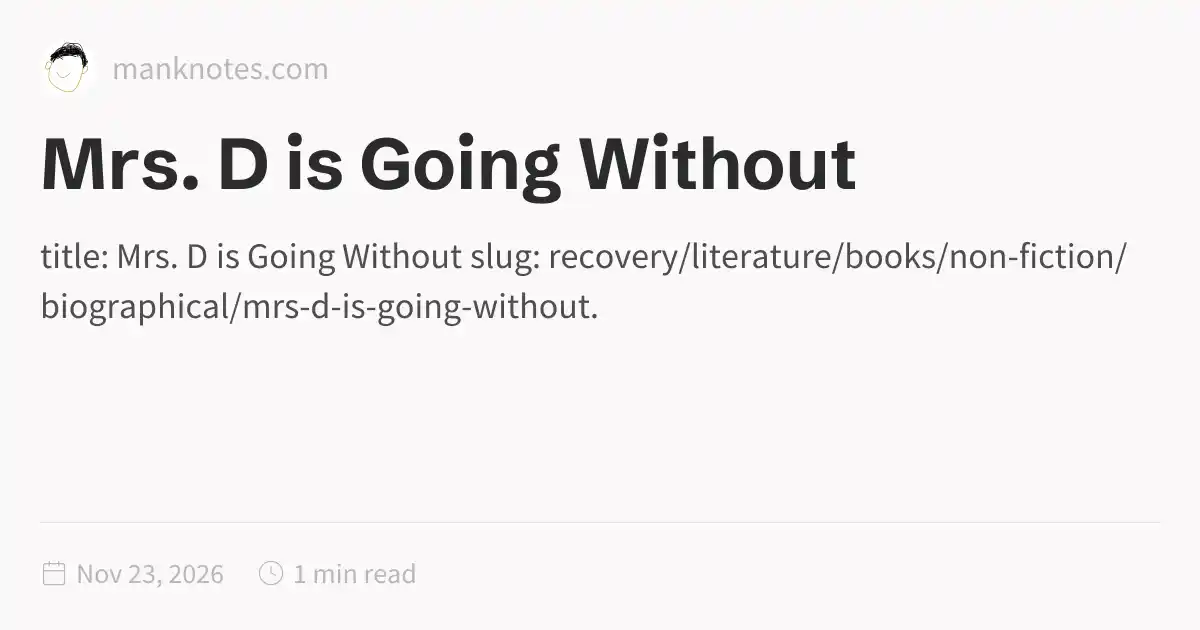 manknotes.com
Mrs. D is Going Without
title: Mrs. D is Going Without slug: recovery/literature/books/non-fiction/
biographical/mrs-d-is-going-without.
Nov 23, 2026 1 min read